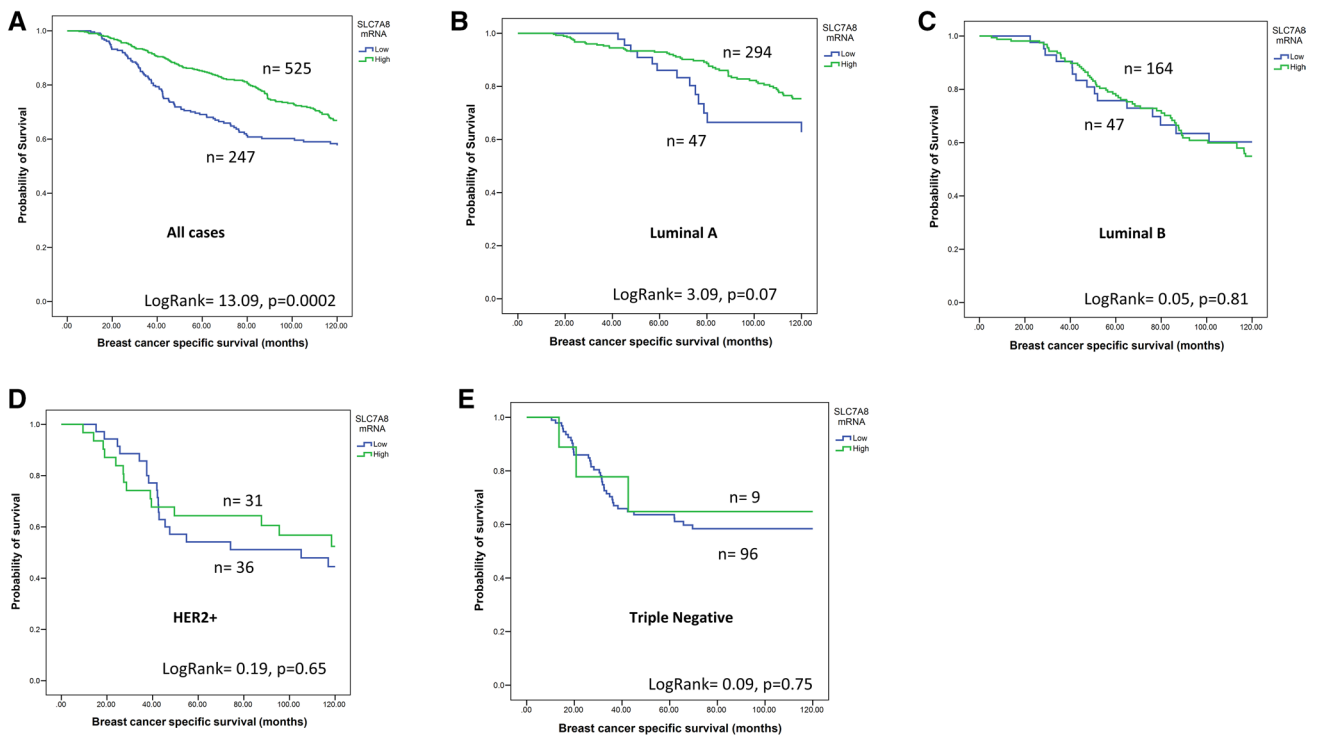 A
SLC7A8
mRNA
Low
High
Probability of Survival
1.0
0.8
0.6
0.4
0.2
0.0
n= 525
n= 247
All cases
LogRank= 13.09, p=0.0002
.00 20.00 40.00 60.00 80.00 100.00 120.00
Breast cancer specific survival (months)
B
SLC7A8
mRNA
Low
High
Probability of Survival
1.0
0.8
0.6
0.4
0.2
0.0
n= 294
n= 47
Luminal A
LogRank= 3.09, p=0.07
.00 20.00 40.00 60.00 80.00 100.00 120.00
Breast cancer specific survival (months)
C
SLC7A8
mRNA
Low
High
Probability of Survival
1.0
0.8
0.6
0.4
0.2
0.0
n= 164
n= 47
Luminal B
LogRank= 0.05, p=0.81
.00 20.00 40.00 60.00 80.00 100.00 120.00
Breast cancer specific survival (months)
D
SLC7A8
mRNA
Low
High
Probability of survival
1.0
0.8
0.6
0.4
0.2
0.0
n= 31
n= 36
HER2+
LogRank= 0.19, p=0.65
.00 20.00 40.00 60.00 80.00 100.00 120.00
Breast cancer specific survival (months)
E
SLC7A8
mRNA
Low
High
Probability of survival
1.0
0.8
0.6
0.4
0.2
0.0
n= 9
n= 96
Triple Negative
LogRank= 0.09, p=0.75
.00 20.00 40.00 60.00 80.00 100.00 120.00
Breast cancer specific survival (months)